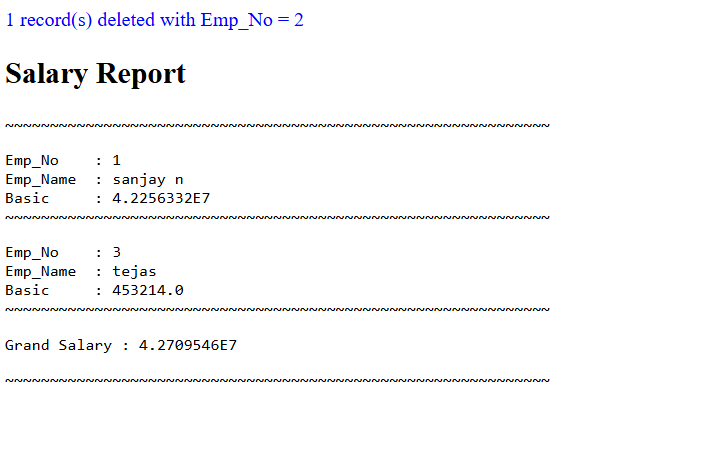 1 record(s) deleted with Emp_No = 2
Salary Report
~~~~~~~~~~~~~~~~~~~~~~~~~~~~~~~~~~~~~~~~~~~~~~~~~~~~~~~~~~~~~
Emp_No    : 1
Emp_Name  : sanjay n
Basic     : 4.2256332E7
~~~~~~~~~~~~~~~~~~~~~~~~~~~~~~~~~~~~~~~~~~~~~~~~~~~~~~~~~~~~~
Emp_No    : 3
Emp_Name  : tejas
Basic     : 453214.0
~~~~~~~~~~~~~~~~~~~~~~~~~~~~~~~~~~~~~~~~~~~~~~~~~~~~~~~~~~~~~
Grand Salary : 4.2709546E7
~~~~~~~~~~~~~~~~~~~~~~~~~~~~~~~~~~~~~~~~~~~~~~~~~~~~~~~~~~~~~